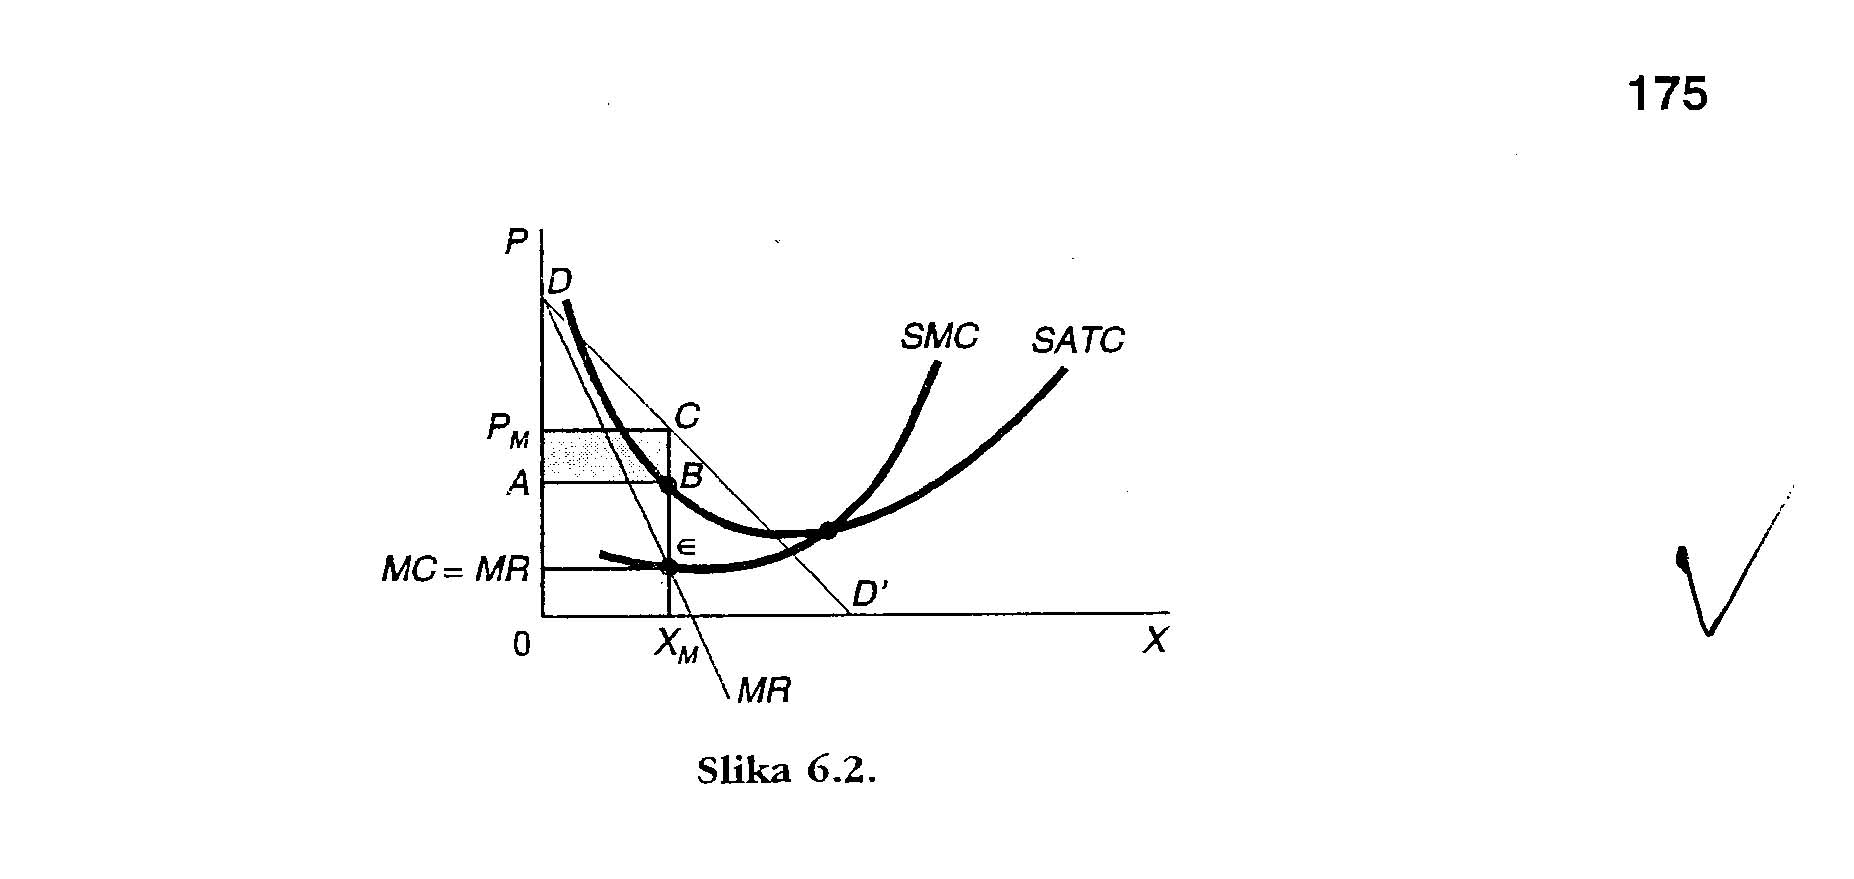 175
P
D
SMC SATC
P_M C
A B
∈
MC = MR
D'
0 X_M X
MR
Slika 6.2.